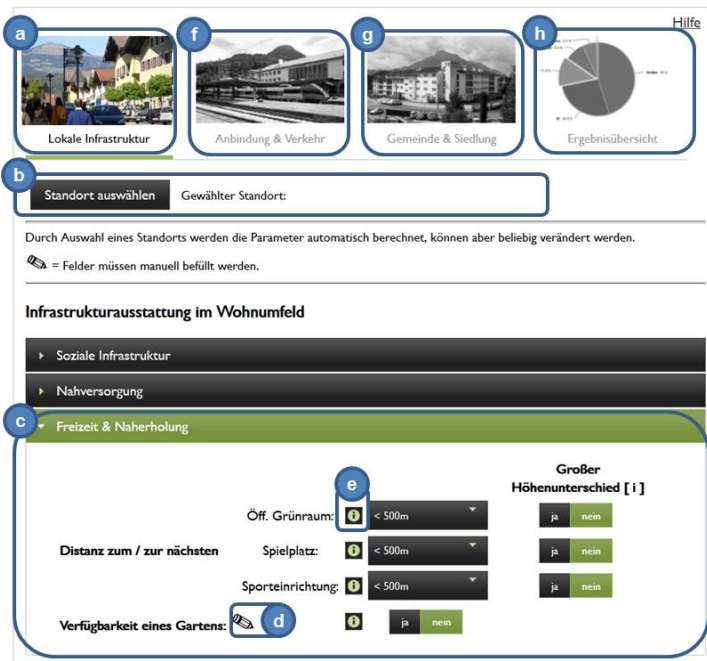 Hilfe
a
f
g
h
Lokale Infrastruktur
Anbindung & Verkehr
Gemeinde & Siedlung
Ergebnisübersicht
b
Standort auswählen Gewählter Standort:
Durch Auswahl eines Standorts werden die Parameter automatisch berechnet, können aber beliebig verändert werden.
= Felder müssen manuell befüllt werden.
Infrastrukturausstattung im Wohnumfeld
Soziale Infrastruktur
Nahversorgung
c
Freizeit & Naherholung
e
Großer
Höhenunterschied [ i ]
Öff. Grünraum: i < 500m ja nein
Distanz zum / zur nächsten Spielplatz: i < 500m ja nein
Sporteinrichtung: i < 500m ja nein
Verfügbarkeit eines Gartens: d i ja nein